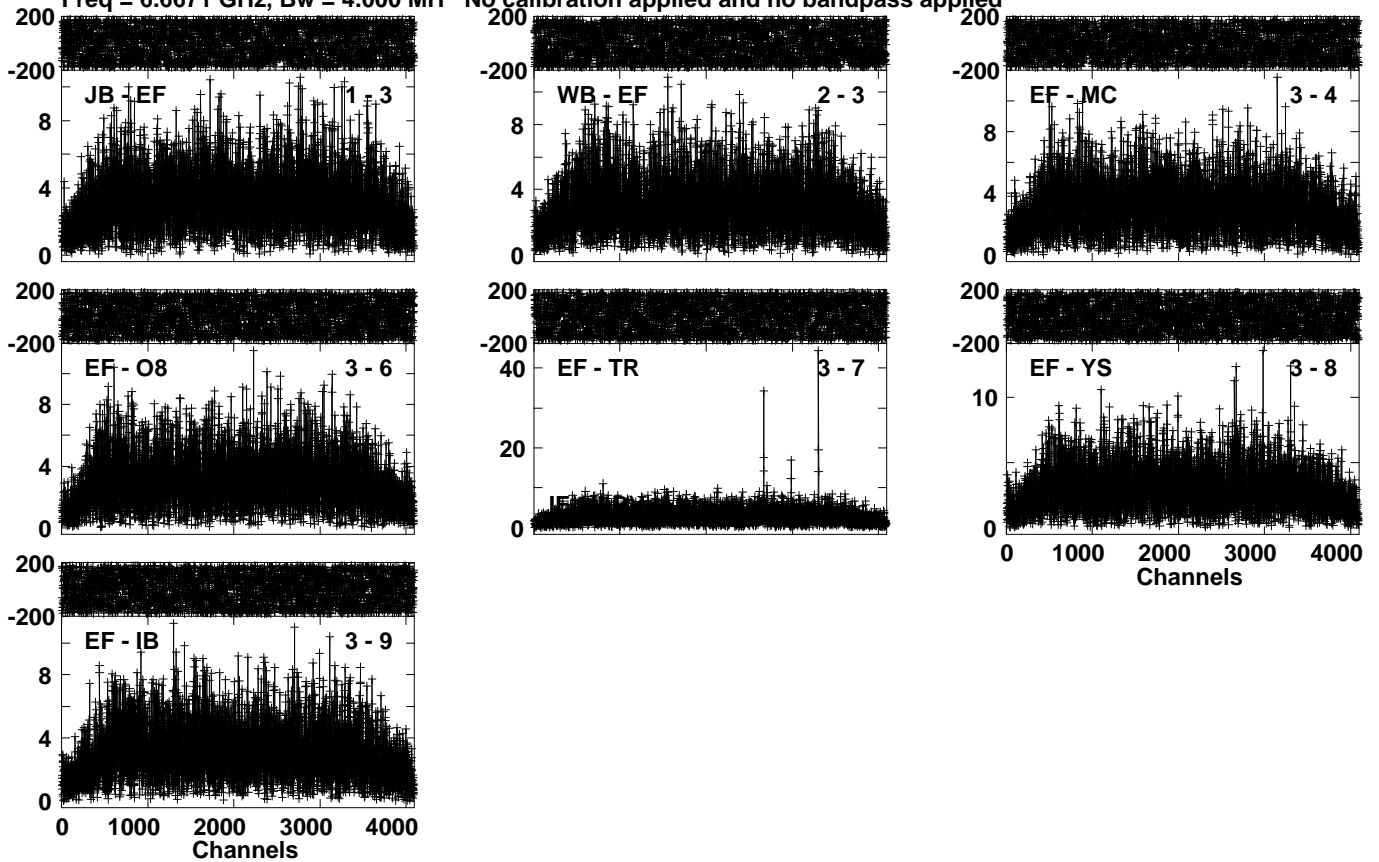 Freq = 6.6671 GHz, Bw = 4.000 MH No calibration applied and no bandpass applied
200 200 200
-200 -200 -200
JB - EF 1 - 3 WB - EF 2 - 3 EF - MC 3 - 4
8 8 8
4 4 4
0 0 0
200 200 200
-200 -200 -200
EF - O8 3 - 6 EF - TR 3 - 7 EF - YS 3 - 8
8 40 10
4 20
0 0 0
0 1000 2000 3000 4000
Channels
200
-200
EF - IB 3 - 9
8
4
0
0 1000 2000 3000 4000
Channels